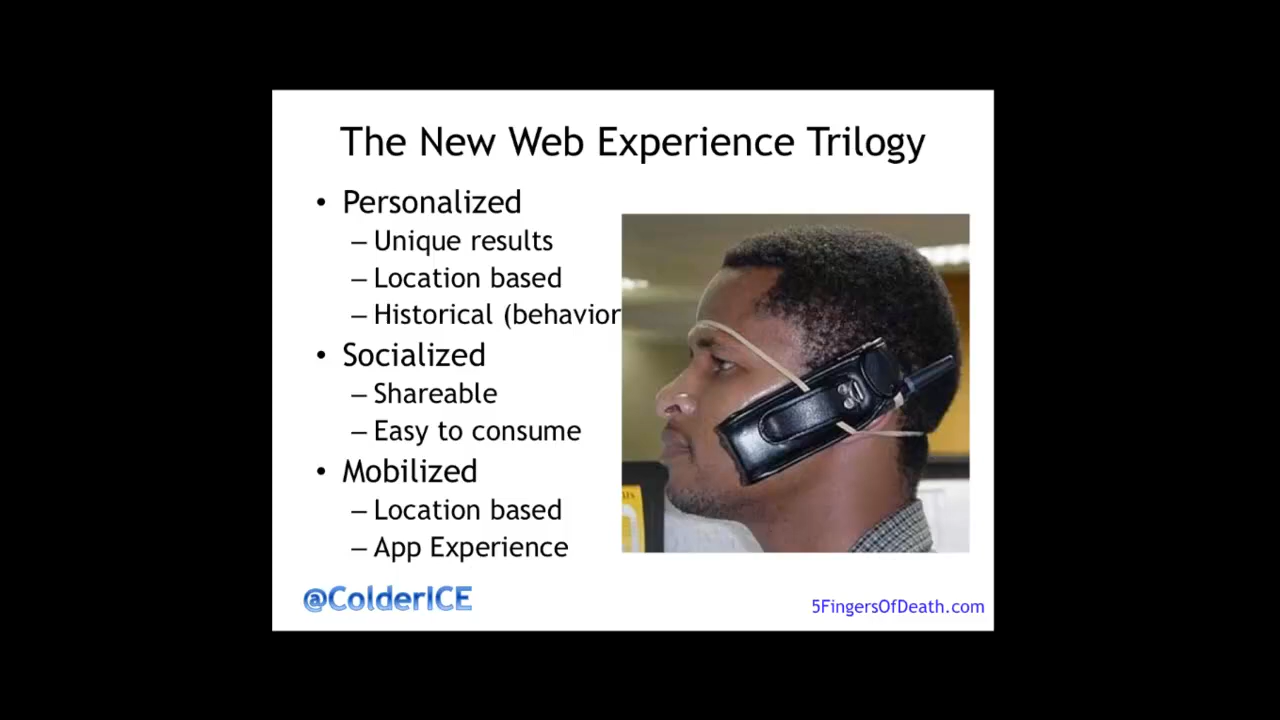 The New Web Experience Trilogy
• Personalized
– Unique results
– Location based
– Historical (behavior
• Socialized
– Shareable
– Easy to consume
• Mobilized
– Location based
– App Experience
@ColderICE
5FingersOfDeath.com